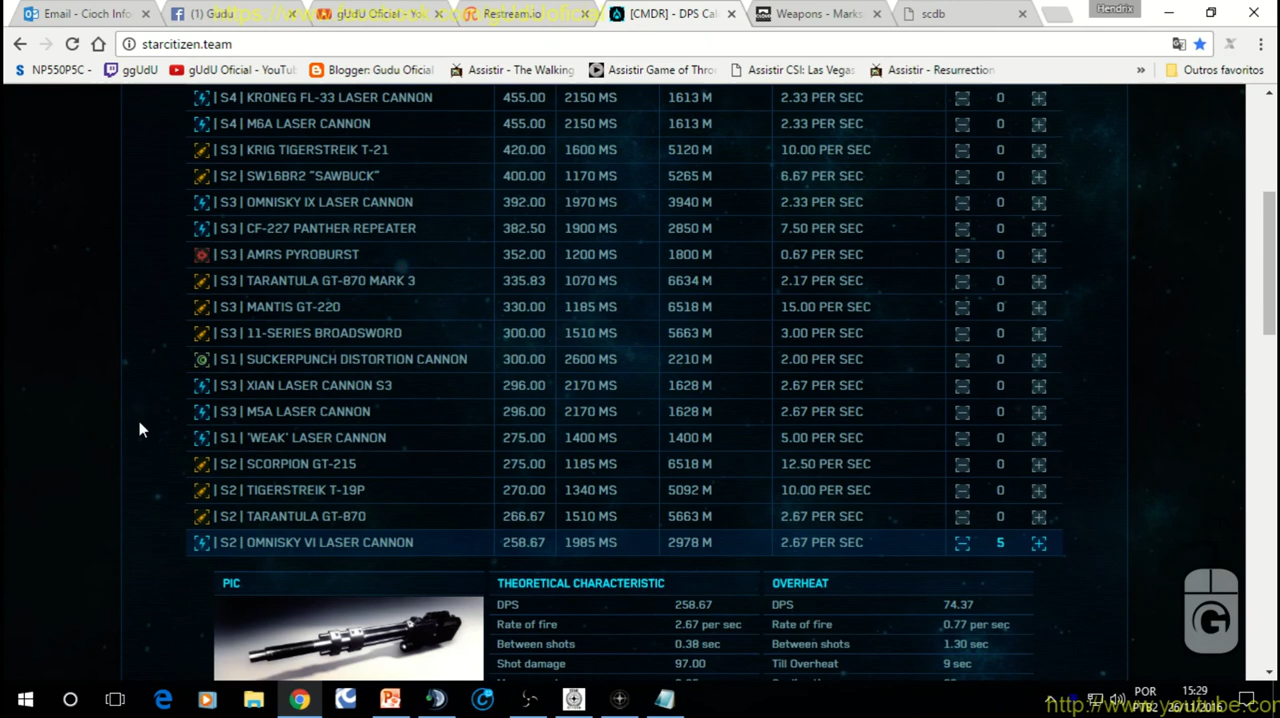 Email - Cioch Info
(1) Gudu
gUdU Oficial - Yo
Restream.io
[CMDR] - DPS Cal
Weapons - Marks
scdb
Hendrix
starcitizen.team
NP550P5C -
ggUdU
gUdU Oficial - YouTu
Blogger: Gudu Oficial
Assistir - The Walking
Assistir Game of Thro
Assistir CSI: Las Vegas
Assistir - Resurrection
»
Outros favoritos
| S4 | KRONEG FL-33 LASER CANNON 455.00 2150 MS 1613 M 2.33 PER SEC 0
| S4 | M6A LASER CANNON 455.00 2150 MS 1613 M 2.33 PER SEC 0
| S3 | KRIG TIGERSTREIK T-21 420.00 1600 MS 5120 M 10.00 PER SEC 0
| S2 | SW16BR2 "SAWBUCK" 400.00 1170 MS 5265 M 6.67 PER SEC 0
| S3 | OMNISKY IX LASER CANNON 392.00 1970 MS 3940 M 2.33 PER SEC 0
| S3 | CF-227 PANTHER REPEATER 382.50 1900 MS 2850 M 7.50 PER SEC 0
| S3 | AMRS PYROBURST 352.00 1200 MS 1800 M 0.67 PER SEC 0
| S3 | TARANTULA GT-870 MARK 3 335.83 1070 MS 6634 M 2.17 PER SEC 0
| S3 | MANTIS GT-220 330.00 1185 MS 6518 M 15.00 PER SEC 0
| S3 | 11-SERIES BROADSWORD 300.00 1510 MS 5663 M 3.00 PER SEC 0
| S1 | SUCKERPUNCH DISTORTION CANNON 300.00 2600 MS 2210 M 2.00 PER SEC 0
| S3 | XIAN LASER CANNON S3 296.00 2170 MS 1628 M 2.67 PER SEC 0
| S3 | M5A LASER CANNON 296.00 2170 MS 1628 M 2.67 PER SEC 0
| S1 | 'WEAK' LASER CANNON 275.00 1400 MS 1400 M 5.00 PER SEC 0
| S2 | SCORPION GT-215 275.00 1185 MS 6518 M 12.50 PER SEC 0
| S2 | TIGERSTREIK T-19P 270.00 1340 MS 5092 M 10.00 PER SEC 0
| S2 | TARANTULA GT-870 266.67 1510 MS 5663 M 2.67 PER SEC 0
| S2 | OMNISKY VI LASER CANNON 258.67 1985 MS 2978 M 2.67 PER SEC 5
PIC THEORETICAL CHARACTERISTIC OVERHEAT
DPS 258.67 DPS 74.37
Rate of fire 2.67 per sec Rate of fire 0.77 per sec
Between shots 0.38 sec Between shots 1.30 sec
Shot damage 97.00 Till Overheat 9 sec
G
POR
PTB2
15:29
26/11/2016